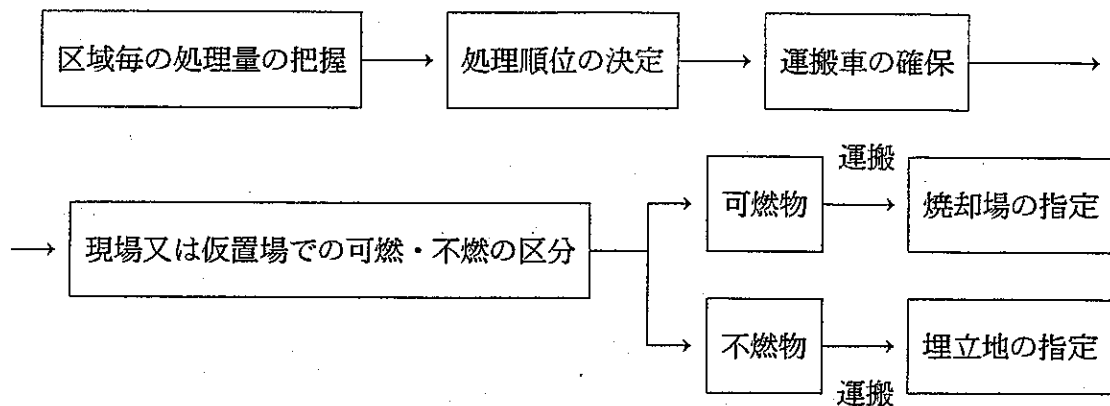 区域毎の処理量の把握
処理順位の決定
運搬車の確保
現場又は仮置場での可燃・不燃の区分
可燃物
運搬
焼却場の指定
不燃物
運搬
埋立地の指定